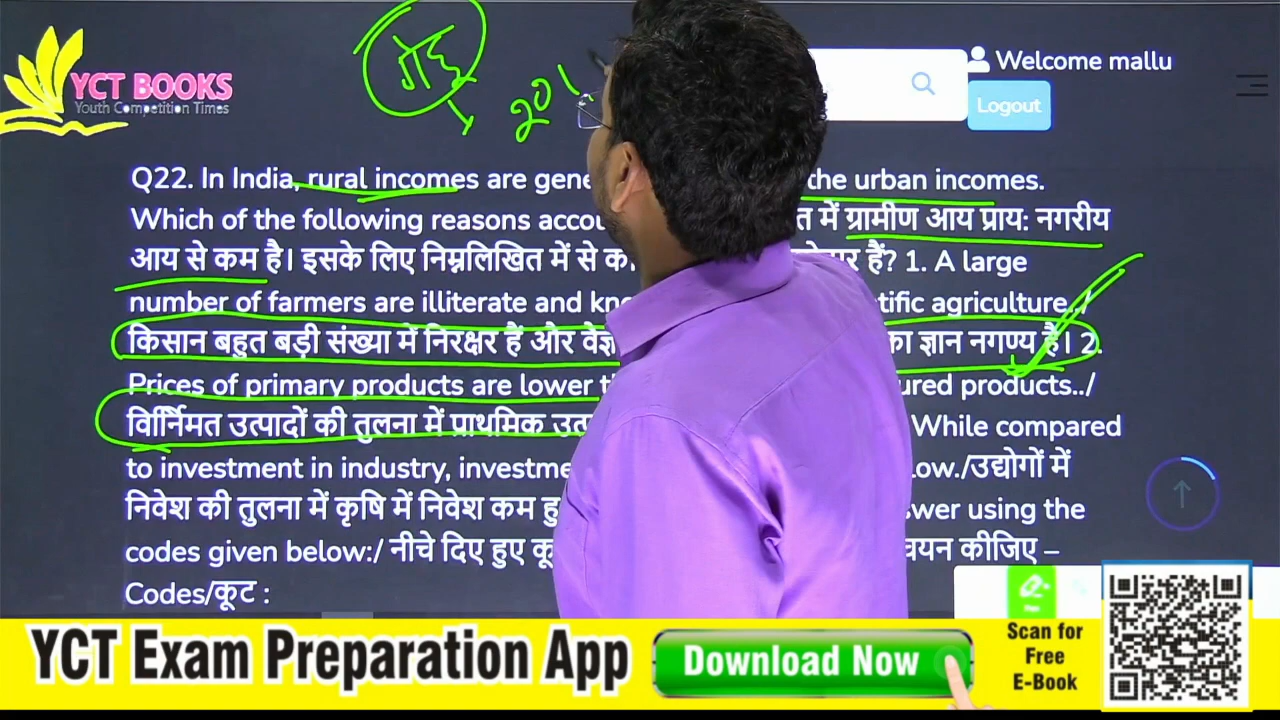 गेहूँ
201
YCT BOOKS
Youth Competition Times
Welcome mallu
Logout
Q22. In India, rural incomes are gene the urban incomes.
Which of the following reasons accou त में ग्रामीण आय प्राय: नगरीय
आय से कम है। इसके लिए निम्नलिखित में से का हैं? 1. A large
number of farmers are illiterate and kno tific agriculture./
किसान बहुत बड़ी संख्या में निरक्षर हैं और वैज्ञ का ज्ञान नगण्य है। 2.
Prices of primary products are lower t ured products../
विर्निमित उत्पादों की तुलना में प्राथमिक उत्प While compared
to investment in industry, investme low./उद्योगों में
निवेश की तुलना में कृषि में निवेश कम हु swer using the
codes given below:/ नीचे दिए हुए कू चयन कीजिए –
Codes/कूट :
YCT Exam Preparation App
Download Now
Scan for
Free
E-Book